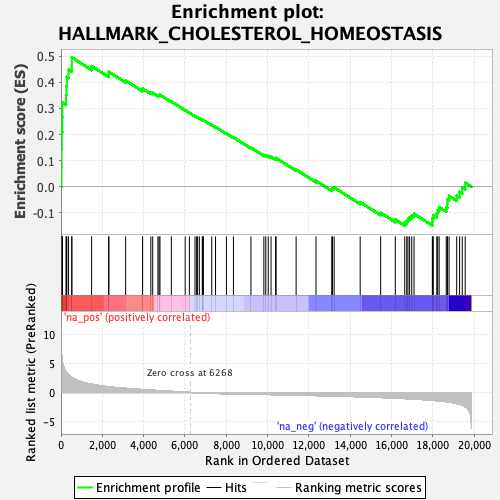 Enrichment plot:
HALLMARK_CHOLESTEROL_HOMEOSTASIS
Enrichment score (ES)
0.5
0.4
0.3
0.2
0.1
0.0
-0.1
'na_pos' (positively correlated)
Ranked list metric (PreRanked)
10
5
0
-5
Zero cross at 6268
'na_neg' (negatively correlated)
0
2,000
4,000
6,000
8,000
10,000
12,000
14,000
16,000
18,000
20,000
Rank in Ordered Dataset
Enrichment profile
Hits
Ranking metric scores